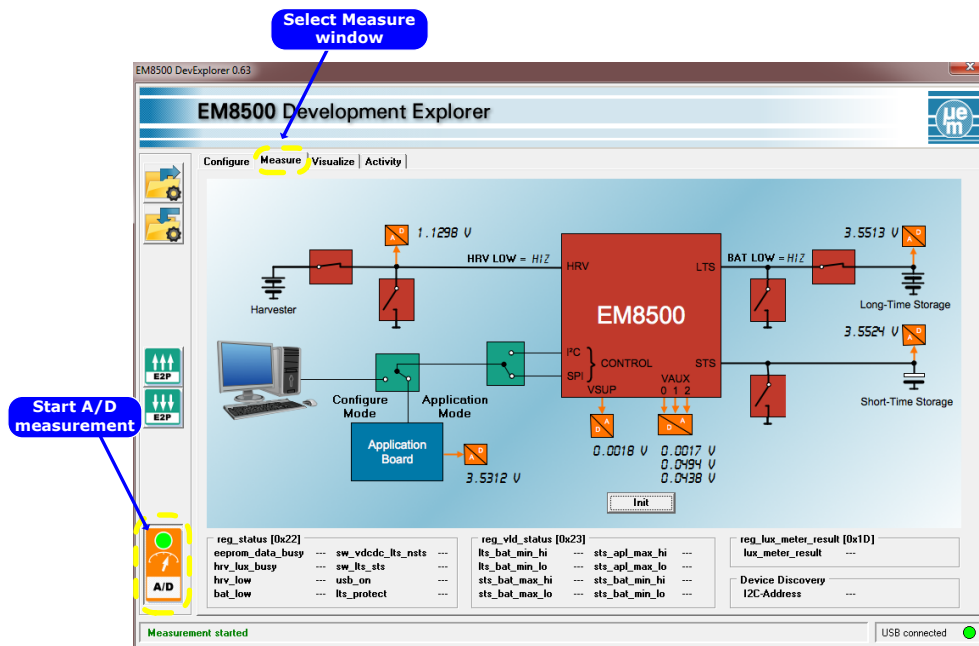 Select Measure
window
EM8500 DevExplorer 0.63
x
EM8500 Development Explorer
μe
m
Configure Measure Visualize Activity
A D 1.1298 V
3.5513 V A D
HRV LOW = HIZ
BAT LOW = HIZ
HRV
LTS
Harvester
Long-Time Storage
EM8500
3.5524 V A D
I²C
SPI
} CONTROL
STS
VSUP
VAUX
0 1 2
E2P
Configure
Mode
Application
Mode
Short-Time Storage
Start A/D
measurement
E2P
D A
D A
Application
Board
A D
3.5312 V
0.0018 V
0.0017 V
0.0494 V
0.0438 V
Init
A/D
reg_status [0x22]
eeprom_data_busy --- sw_vdcdc_lts_nsts ---
hrv_lux_busy --- sw_lts_sts ---
hrv_low --- usb_on ---
bat_low --- lts_protect ---
reg_vld_status [0x23]
lts_bat_min_hi --- sts_apl_max_hi ---
lts_bat_min_lo --- sts_apl_max_lo ---
sts_bat_max_hi --- sts_bat_min_hi ---
sts_bat_max_lo --- sts_bat_min_lo ---
reg_lux_meter_result [0x1D]
lux_meter_result ---
Device Discovery
I2C-Address ---
Measurement started
USB connected